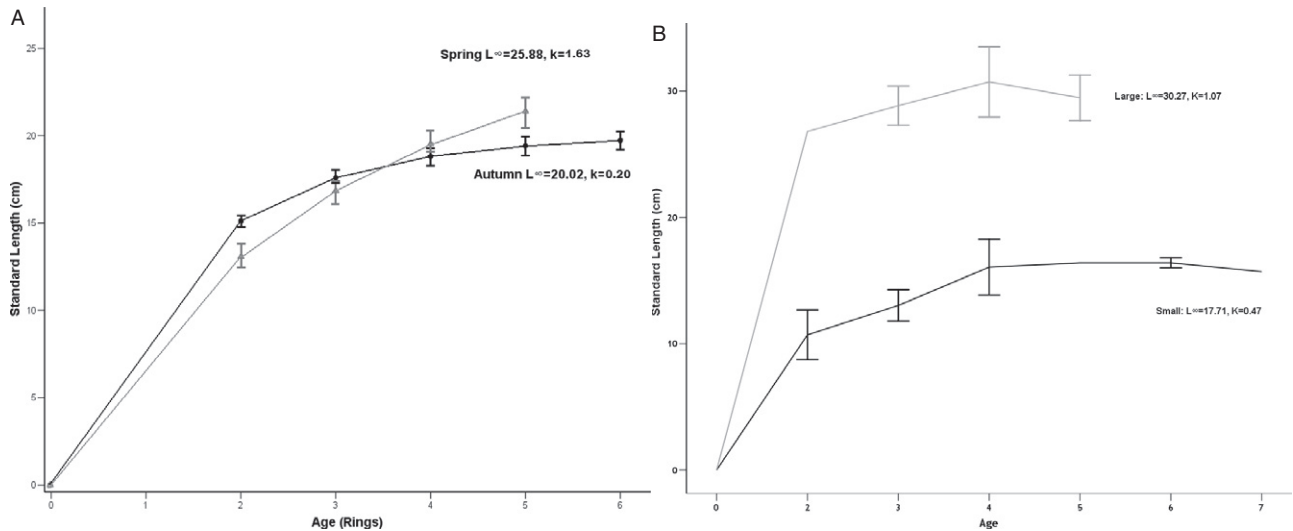 A
Standard Length (cm)
25
20
15
10
5
0
Spring L∞=25.88, k=1.63
Autumn L∞=20.02, k=0.20
0 1 2 3 4 5 6
Age (Rings)
B
Standard Length (cm)
30
20
10
0
Large: L∞=30.27, K=1.07
Small: L∞=17.71, K=0.47
0 2 3 4 5 6 7
Age